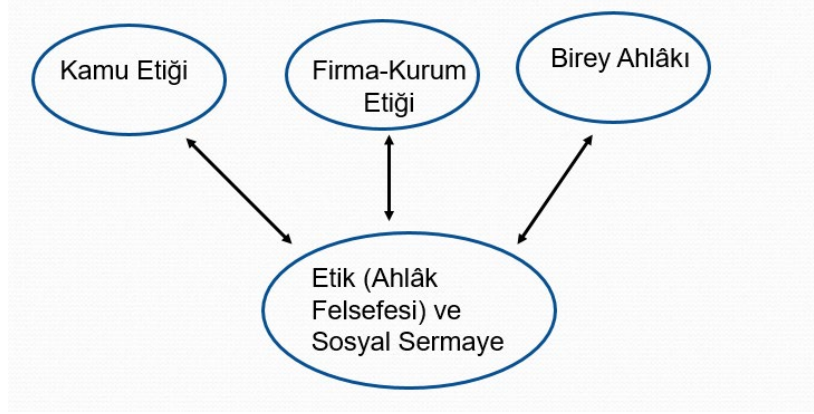 Kamu Etiği
Firma-Kurum
Etiği
Birey Ahlâkı
Etik (Ahlâk
Felsefesi) ve
Sosyal Sermaye